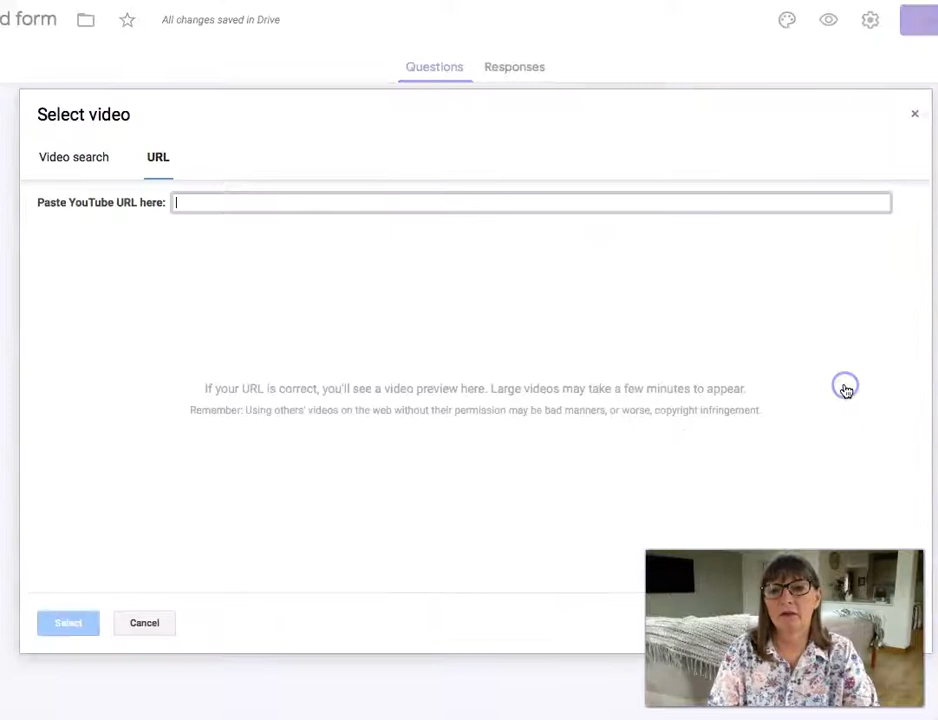 d form
All changes saved in Drive
Questions Responses
Select video
×
Video search URL
Paste YouTube URL here:
If your URL is correct, you'll see a video preview here. Large videos may take a few minutes to appear.
Remember: Using others' videos on the web without their permission may be bad manners, or worse, copyright infringement.
Select Cancel